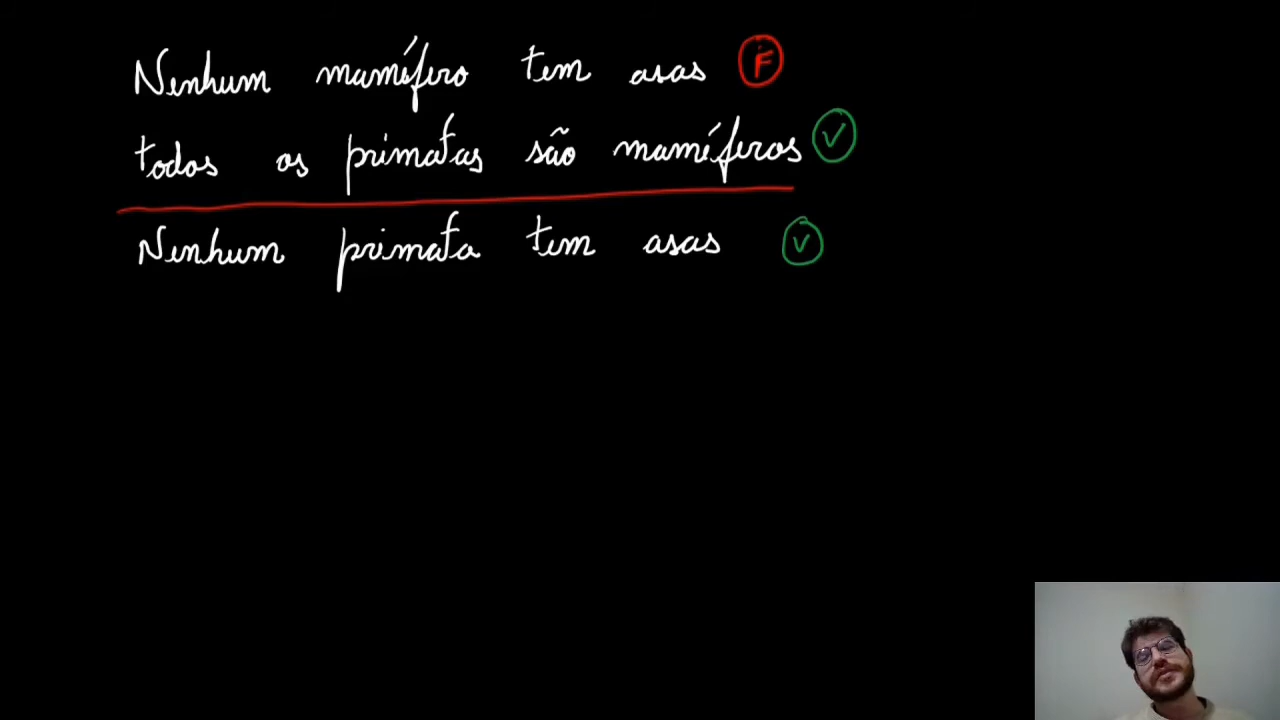 Nenhum mamífero tem asas F
todos os primatas são mamíferos V
Nenhum primata tem asas V